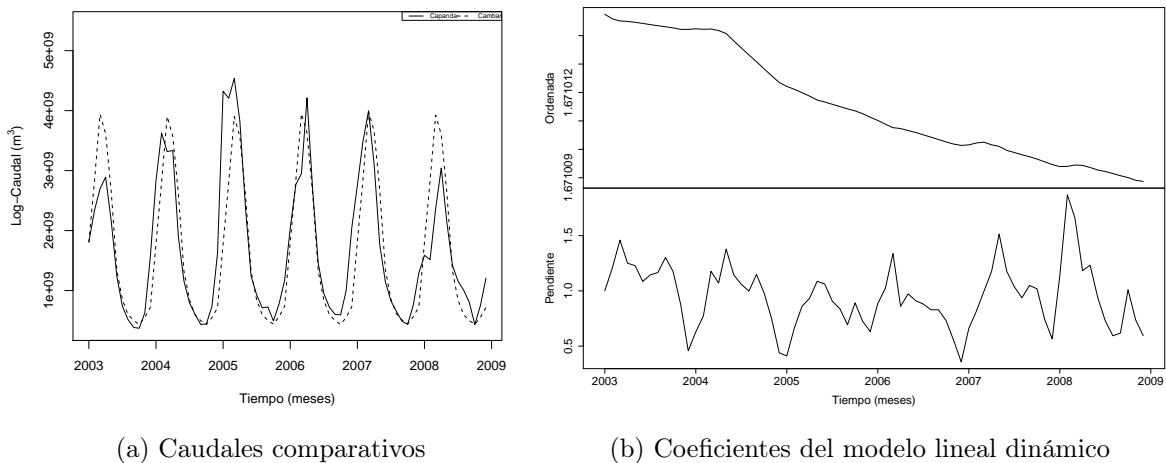 Capanda
Cambar
Log−Caudal (m³)
5e+09
4e+09
3e+09
2e+09
1e+09
2003 2004 2005 2006 2007 2008 2009
Tiempo (meses)
(a) Caudales comparativos
Ordenada
1.671012
1.671009
Pendiente
1.5
1.0
0.5
2003 2004 2005 2006 2007 2008 2009
Tiempo (meses)
(b) Coeficientes del modelo lineal dinámico